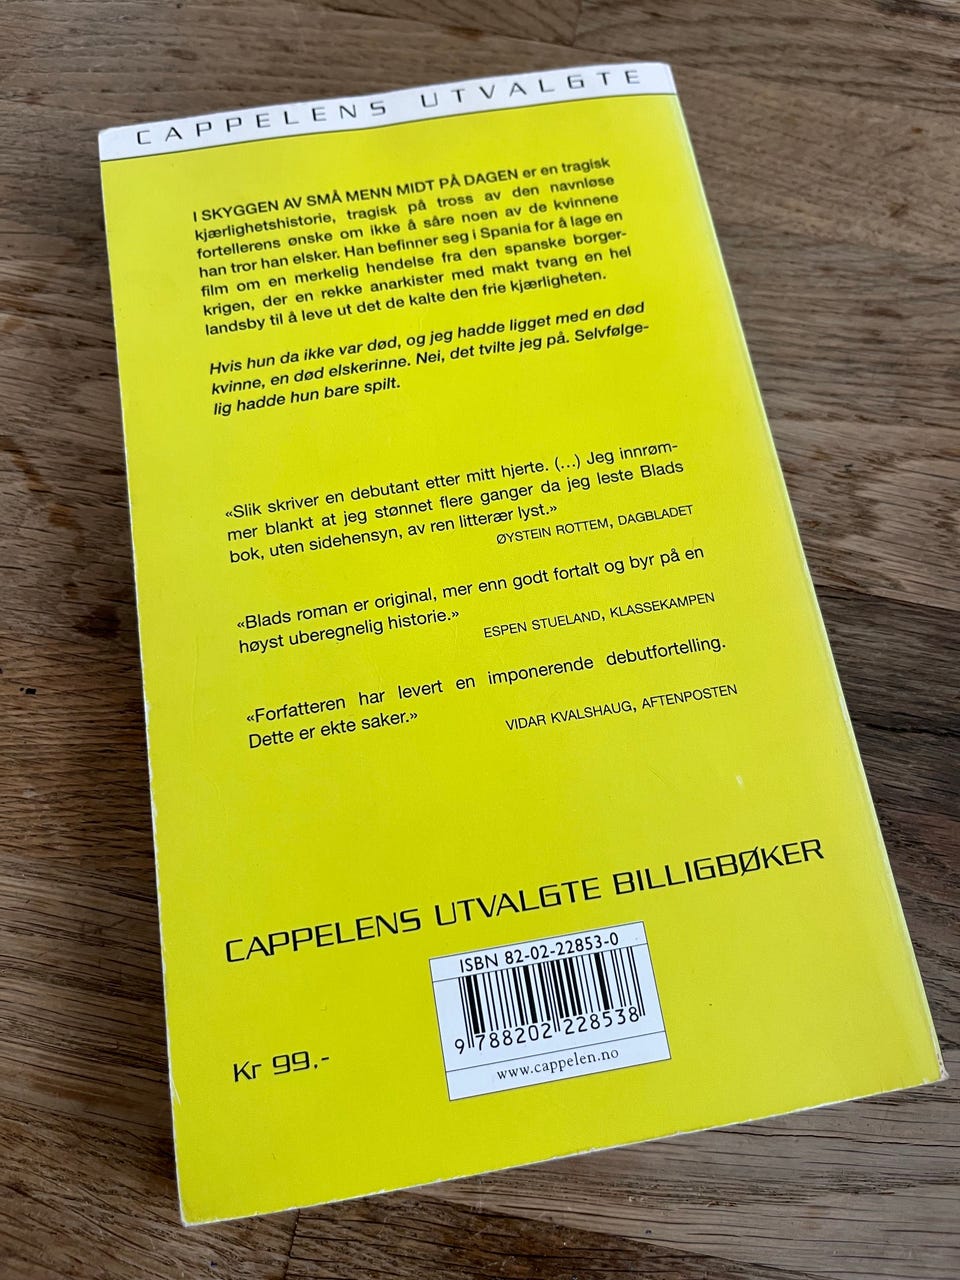 CAPPELENS UTVALGTE
I SKYGGEN AV SMÅ MENN MIDT PÅ DAGEN er en tragisk
kjærlighetshistorie, tragisk på tross av den navnløse
fortellerens ønske om ikke å såre noen av de kvinnene
han tror han elsker. Han befinner seg i Spania for å lage en
film om en merkelig hendelse fra den spanske borger-
krigen, der en rekke anarkister med makt tvang en hel
landsby til å leve ut det de kalte den frie kjærligheten.
Hvis hun da ikke var død, og jeg hadde ligget med en død
kvinne, en død elskerinne. Nei, det tvilte jeg på. Selvfølge-
lig hadde hun bare spilt.
«Slik skriver en debutant etter mitt hjerte. (...) Jeg innrøm-
mer blankt at jeg stønnet flere ganger da jeg leste Blads
bok, uten sidehensyn, av ren litterær lyst.»
ØYSTEIN ROTTEM, DAGBLADET
«Blads roman er original, mer enn godt fortalt og byr på en
høyst uberegnelig historie.»
ESPEN STUELAND, KLASSEKAMPEN
«Forfatteren har levert en imponerende debutfortelling.
Dette er ekte saker.»
VIDAR KVALSHAUG, AFTENPOSTEN
CAPPELENS UTVALGTE BILLIGBØKER
ISBN 82-02-22853-0
9 788202 228538
www.cappelen.no
Kr 99,-